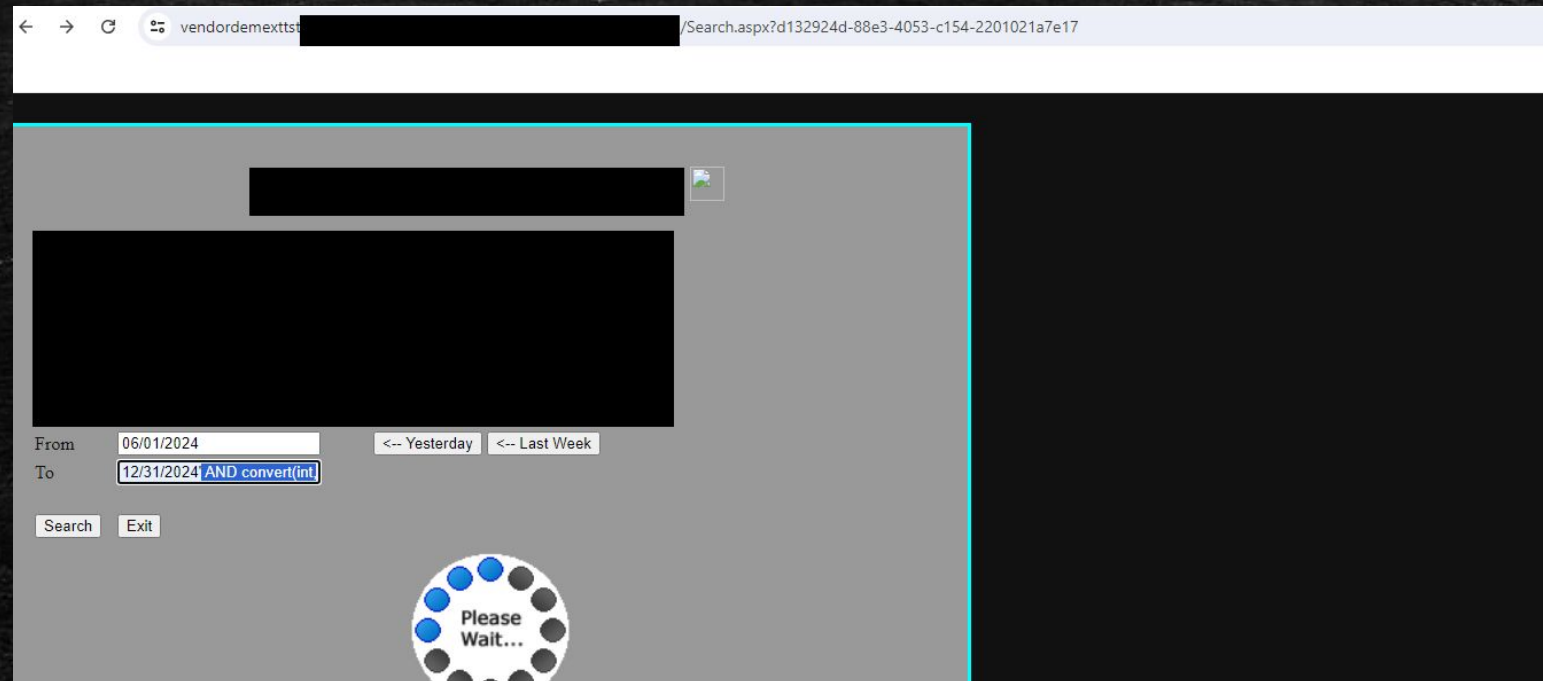 vendordemexttst /Search.aspx?d132924d-88e3-4053-c154-2201021a7e17
From 06/01/2024 <-- Yesterday <-- Last Week
To 12/31/2024' AND convert(int,
Search Exit
Please
Wait...